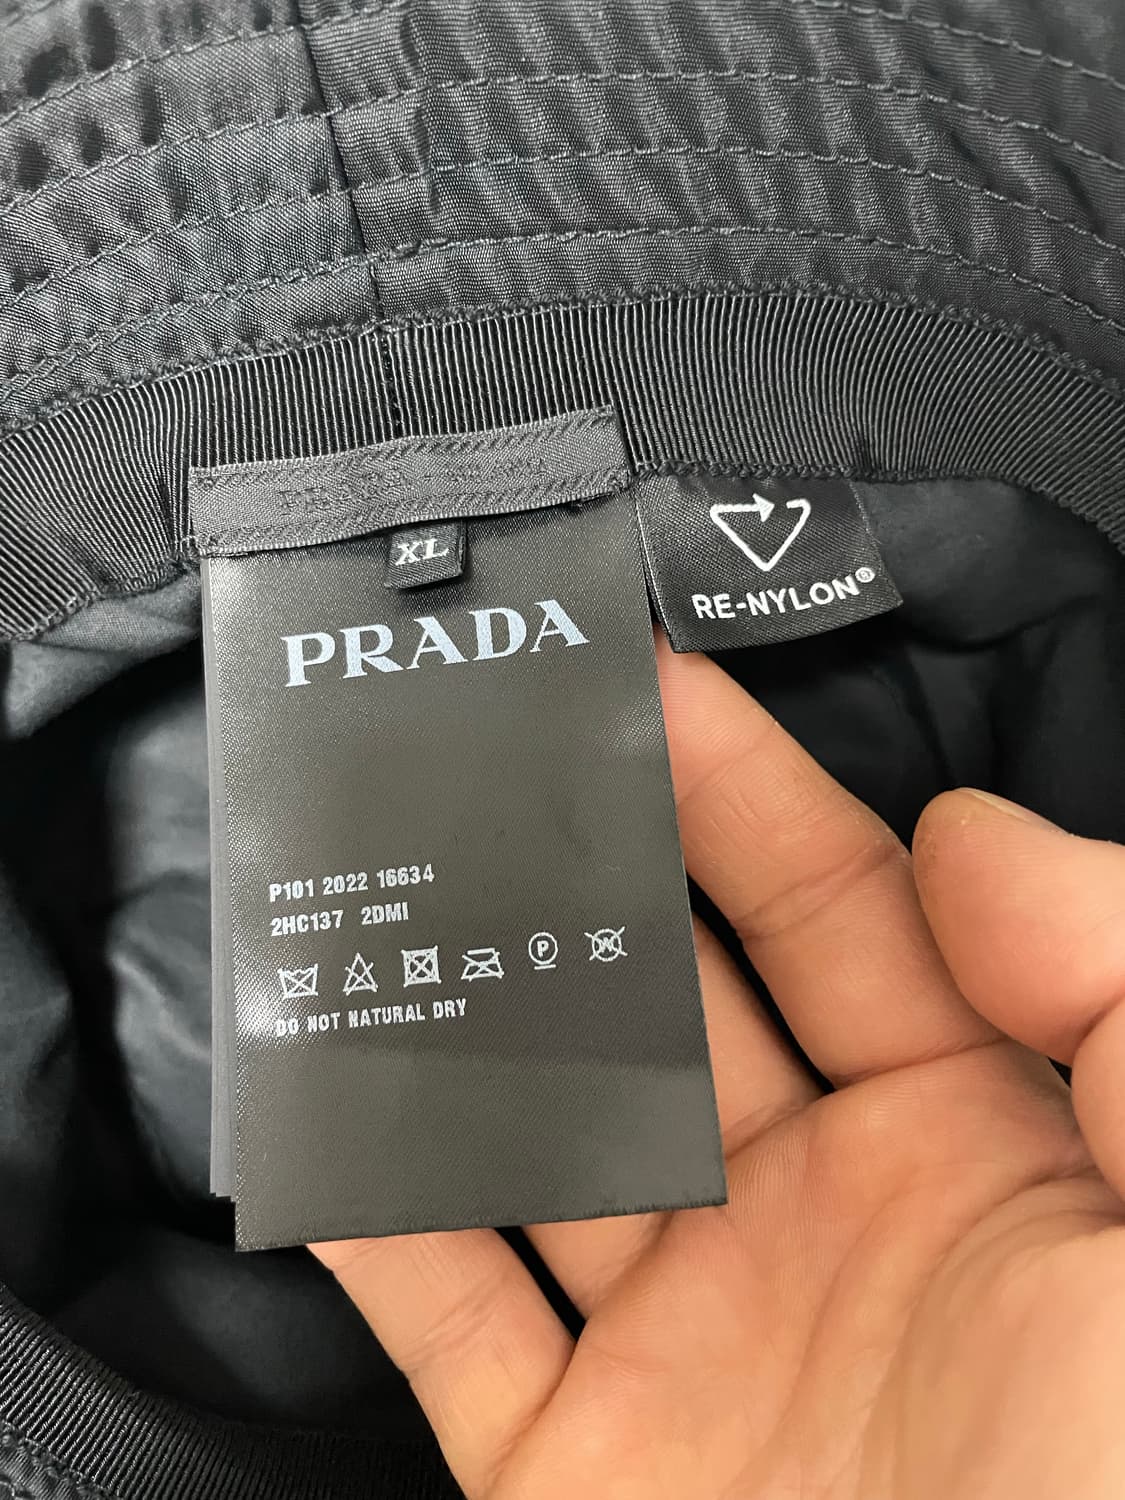 XL
PRADA
RE-NYLON®
P101 2022 16634
2HC137 2DMI
P
W
DO NOT NATURAL DRY